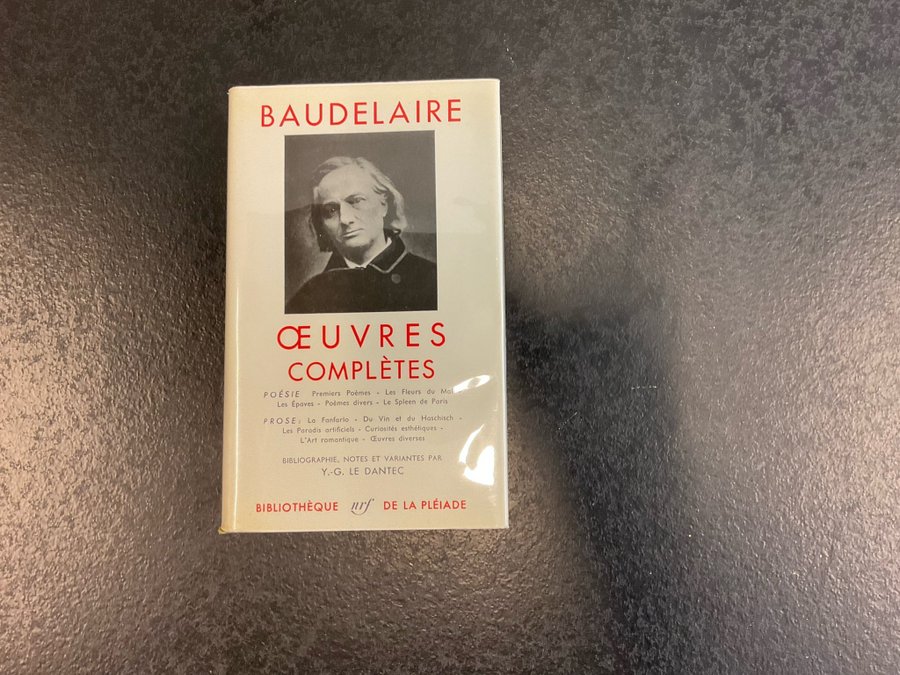 BAUDELAIRE
ŒUVRES
COMPLÈTES
POÉSIE Premiers Poèmes - Les Fleurs du Mal
Les Épaves - Poèmes divers - Le Spleen de Paris
PROSE: La Fanfarlo - Du Vin et du Haschisch -
Les Paradis artificiels - Curiosités esthétiques -
L'Art romantique - Œuvres diverses
BIBLIOGRAPHIE, NOTES ET VARIANTES PAR
Y.-G. LE DANTEC
BIBLIOTHÈQUE nrf DE LA PLÉIADE